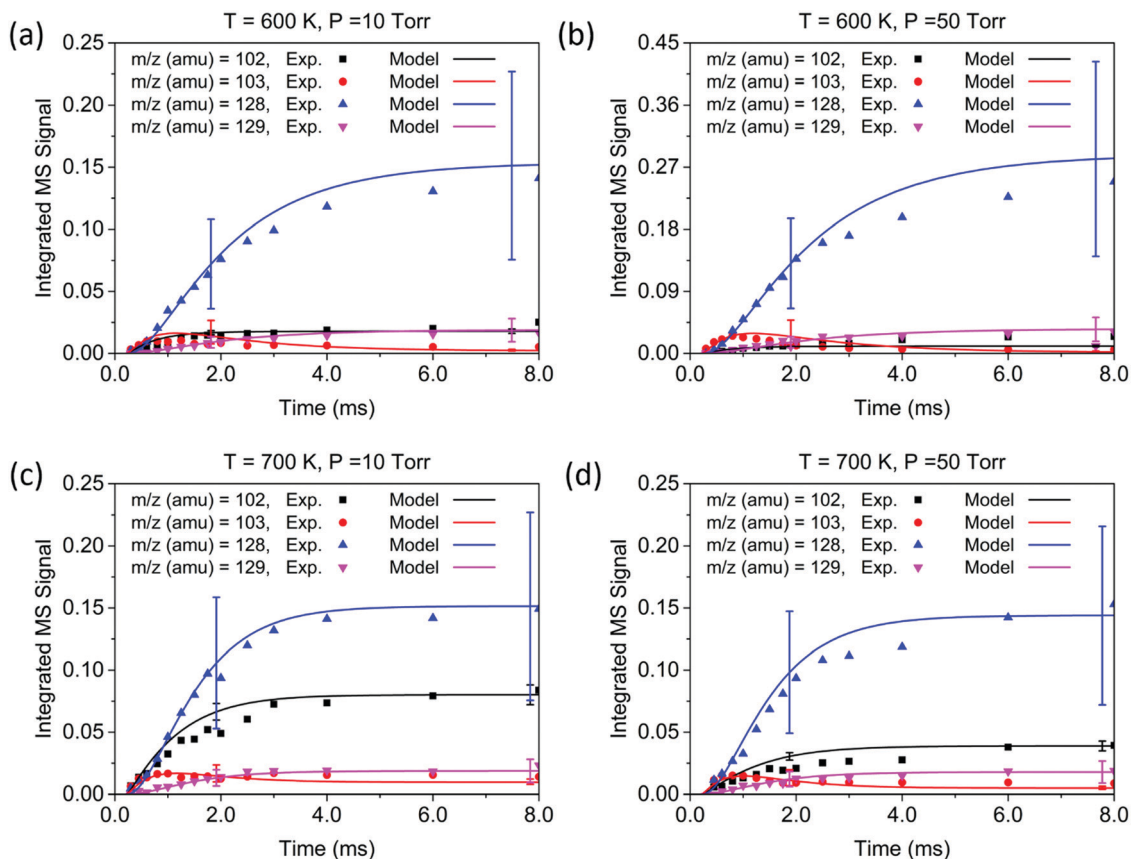 (a)
T = 600 K, P =10 Torr
0.25
0.20
0.15
0.10
0.05
0.00
Integrated MS Signal
m/z (amu) = 102, Exp. Model
m/z (amu) = 103, Exp. Model
m/z (amu) = 128, Exp. Model
m/z (amu) = 129, Exp. Model
0.0 2.0 4.0 6.0 8.0
Time (ms)
(b)
T = 600 K, P =50 Torr
0.45
0.36
0.27
0.18
0.09
0.00
Integrated MS Signal
m/z (amu) = 102, Exp. Model
m/z (amu) = 103, Exp. Model
m/z (amu) = 128, Exp. Model
m/z (amu) = 129, Exp. Model
0.0 2.0 4.0 6.0 8.0
Time (ms)
(c)
T = 700 K, P =10 Torr
0.25
0.20
0.15
0.10
0.05
0.00
Integrated MS Signal
m/z (amu) = 102, Exp. Model
m/z (amu) = 103, Exp. Model
m/z (amu) = 128, Exp. Model
m/z (amu) = 129, Exp. Model
0.0 2.0 4.0 6.0 8.0
Time (ms)
(d)
T = 700 K, P =50 Torr
0.25
0.20
0.15
0.10
0.05
0.00
Integrated MS Signal
m/z (amu) = 102, Exp. Model
m/z (amu) = 103, Exp. Model
m/z (amu) = 128, Exp. Model
m/z (amu) = 129, Exp. Model
0.0 2.0 4.0 6.0 8.0
Time (ms)